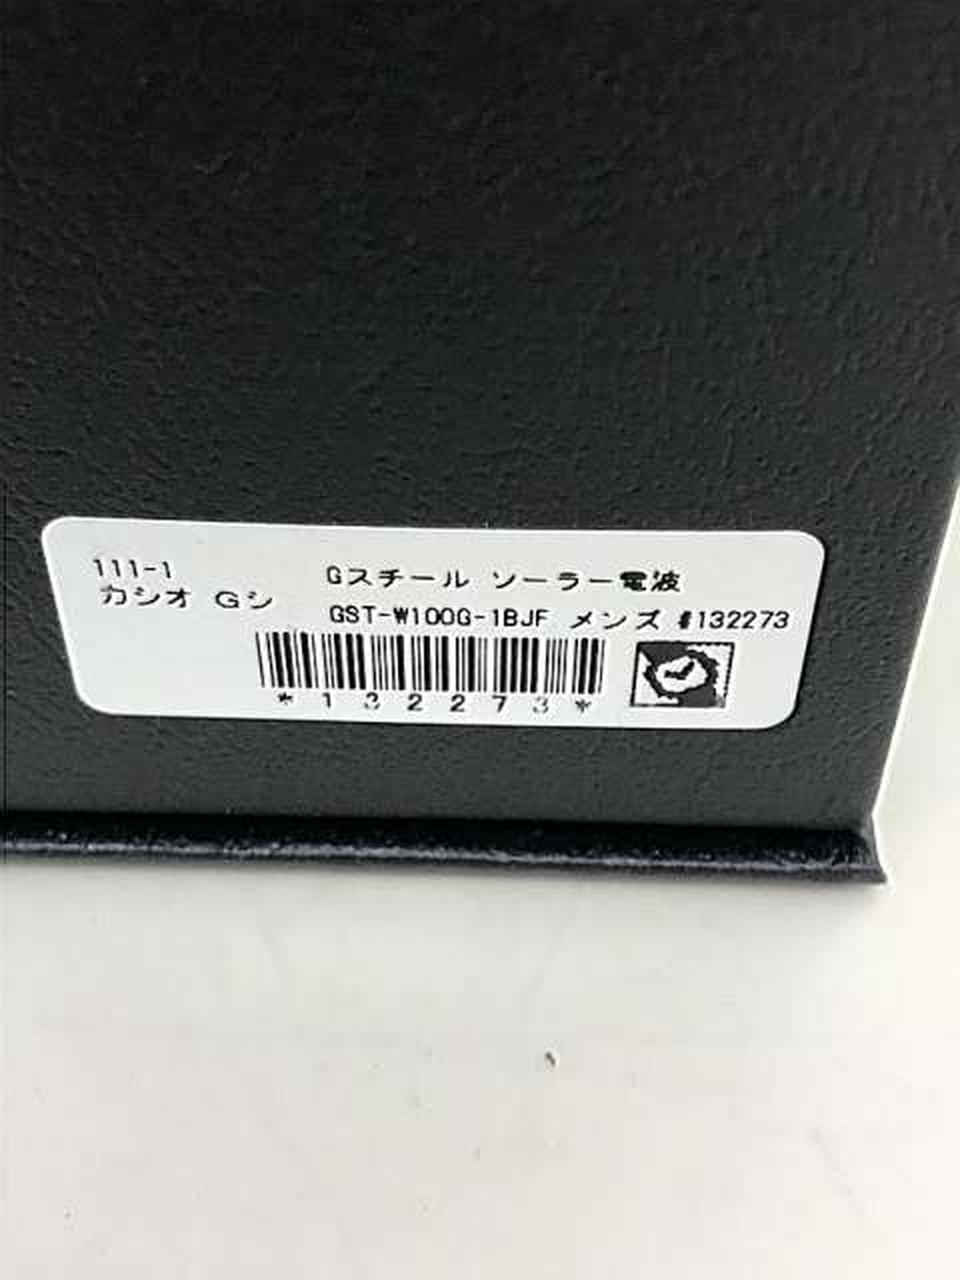 111-1
カシオ Gシ
Gスチール ソーラー電波
GST-W100G-1BJF メンズ #132273
*132273*